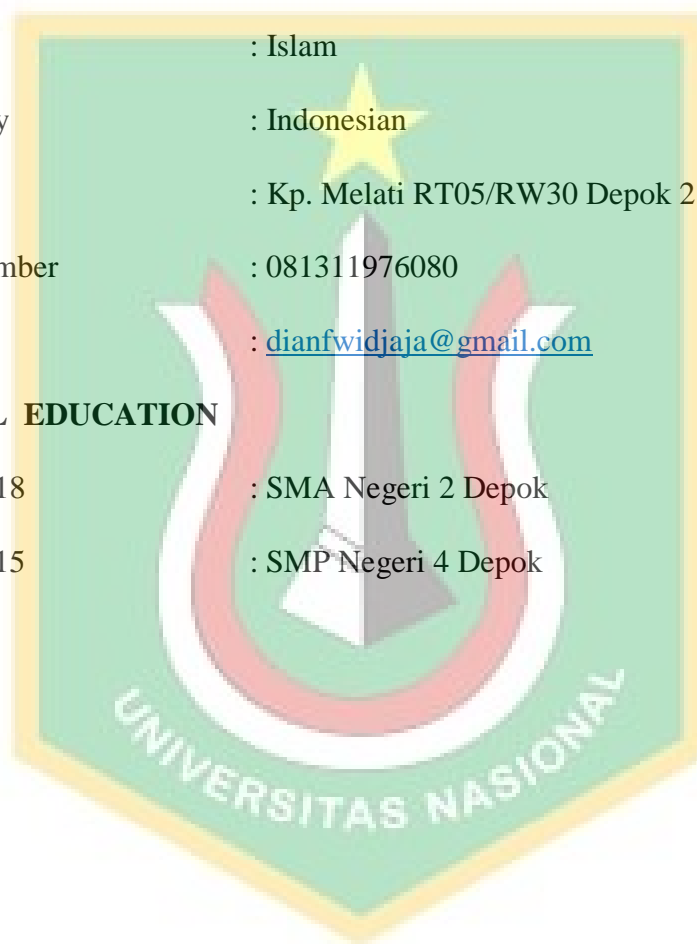 : Islam
y : Indonesian
: Kp. Melati RT05/RW30 Depok 2
mber : 081311976080
: dianfwidjaja@gmail.com
L EDUCATION
18 : SMA Negeri 2 Depok
15 : SMP Negeri 4 Depok
UNIVERSITAS NASIONAL